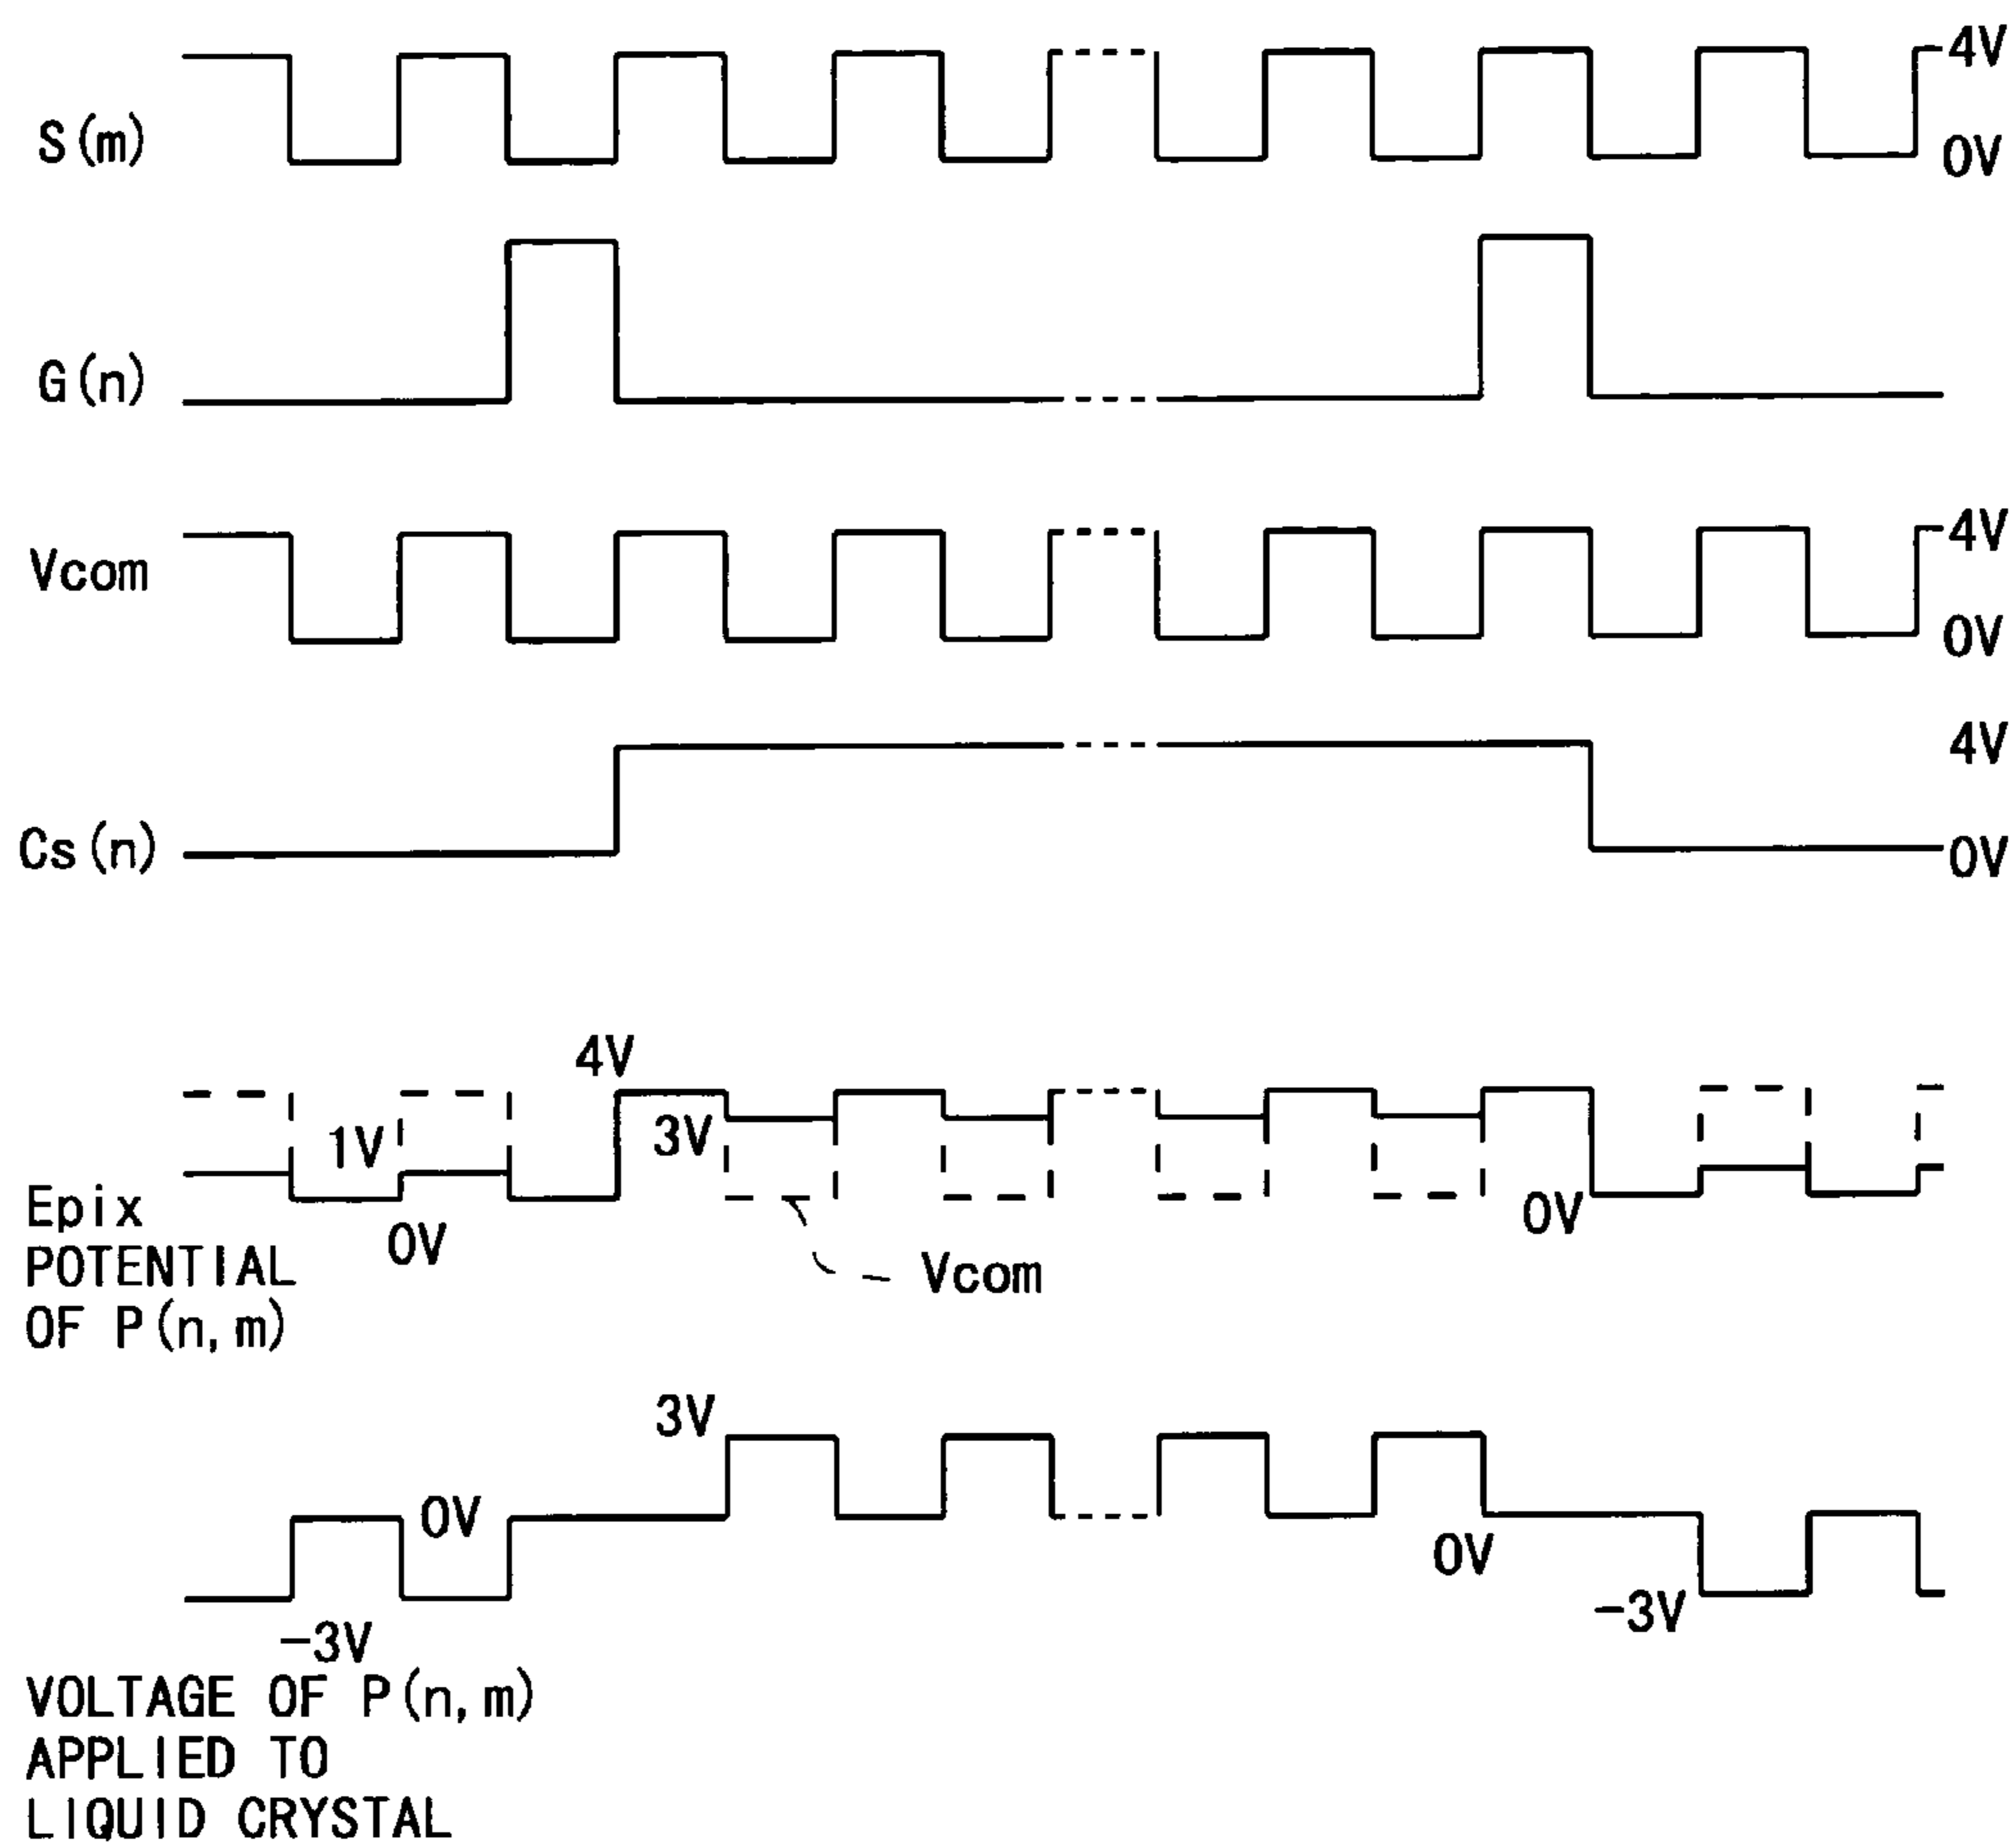 4V
S(m)
0V
G(n)
4V
Vcom
0V
4V
Cs(n)
0V
4V
1V
3V
Epix
POTENTIAL
OF P(n,m)
0V
0V
Vcom
3V
0V
0V
-3V
-3V
VOLTAGE OF P(n,m)
APPLIED TO
LIQUID CRYSTAL